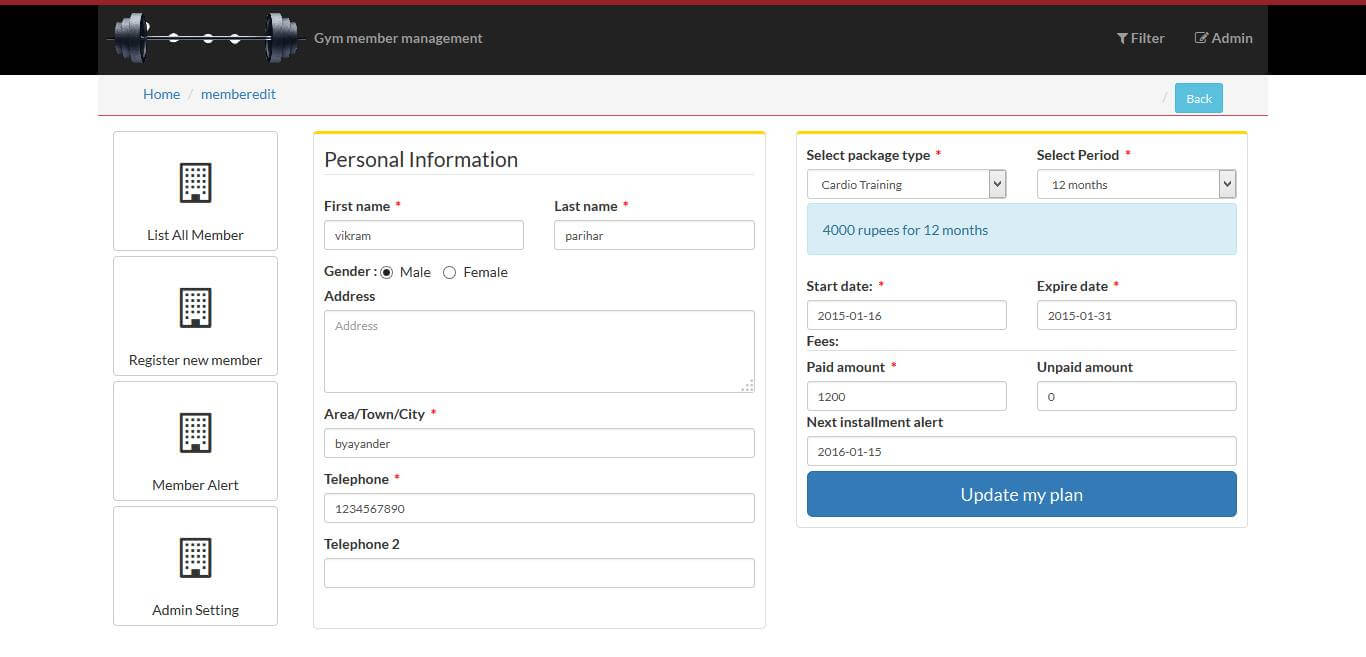 Gym member management
Filter
Admin
Home / memberedit
/ Back
List All Member
Register new member
Member Alert
Admin Setting
Personal Information
First name * Last name *
vikram parihar
Gender : Male Female
Address
Address
Area/Town/City *
byayander
Telephone *
1234567890
Telephone 2
Select package type * Select Period *
Cardio Training 12 months
4000 rupees for 12 months
Start date: * Expire date *
2015-01-16 2015-01-31
Fees:
Paid amount * Unpaid amount
1200 0
Next installment alert
2016-01-15
Update my plan